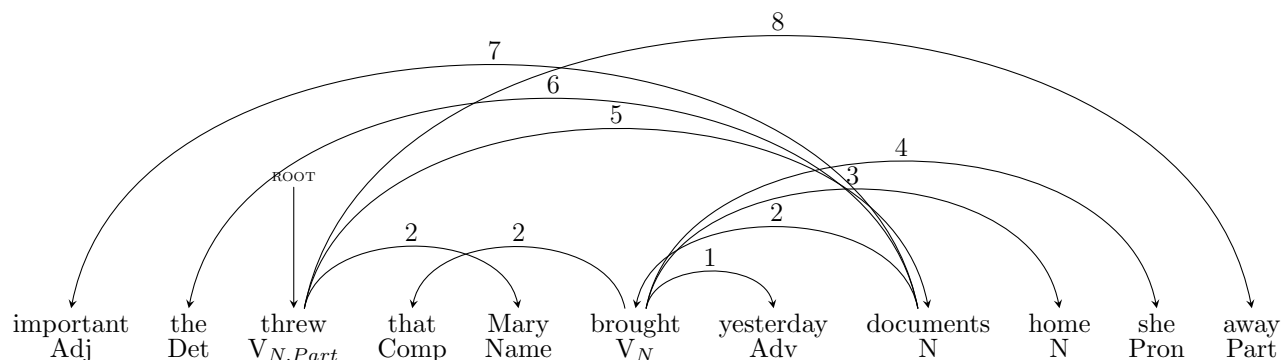 8
7
6
5
4
ROOT
3
2 2 2
1
important the threw that Mary brought yesterday documents home she away
Adj Det V_{N,Part} Comp Name V_N Adv N N Pron Part